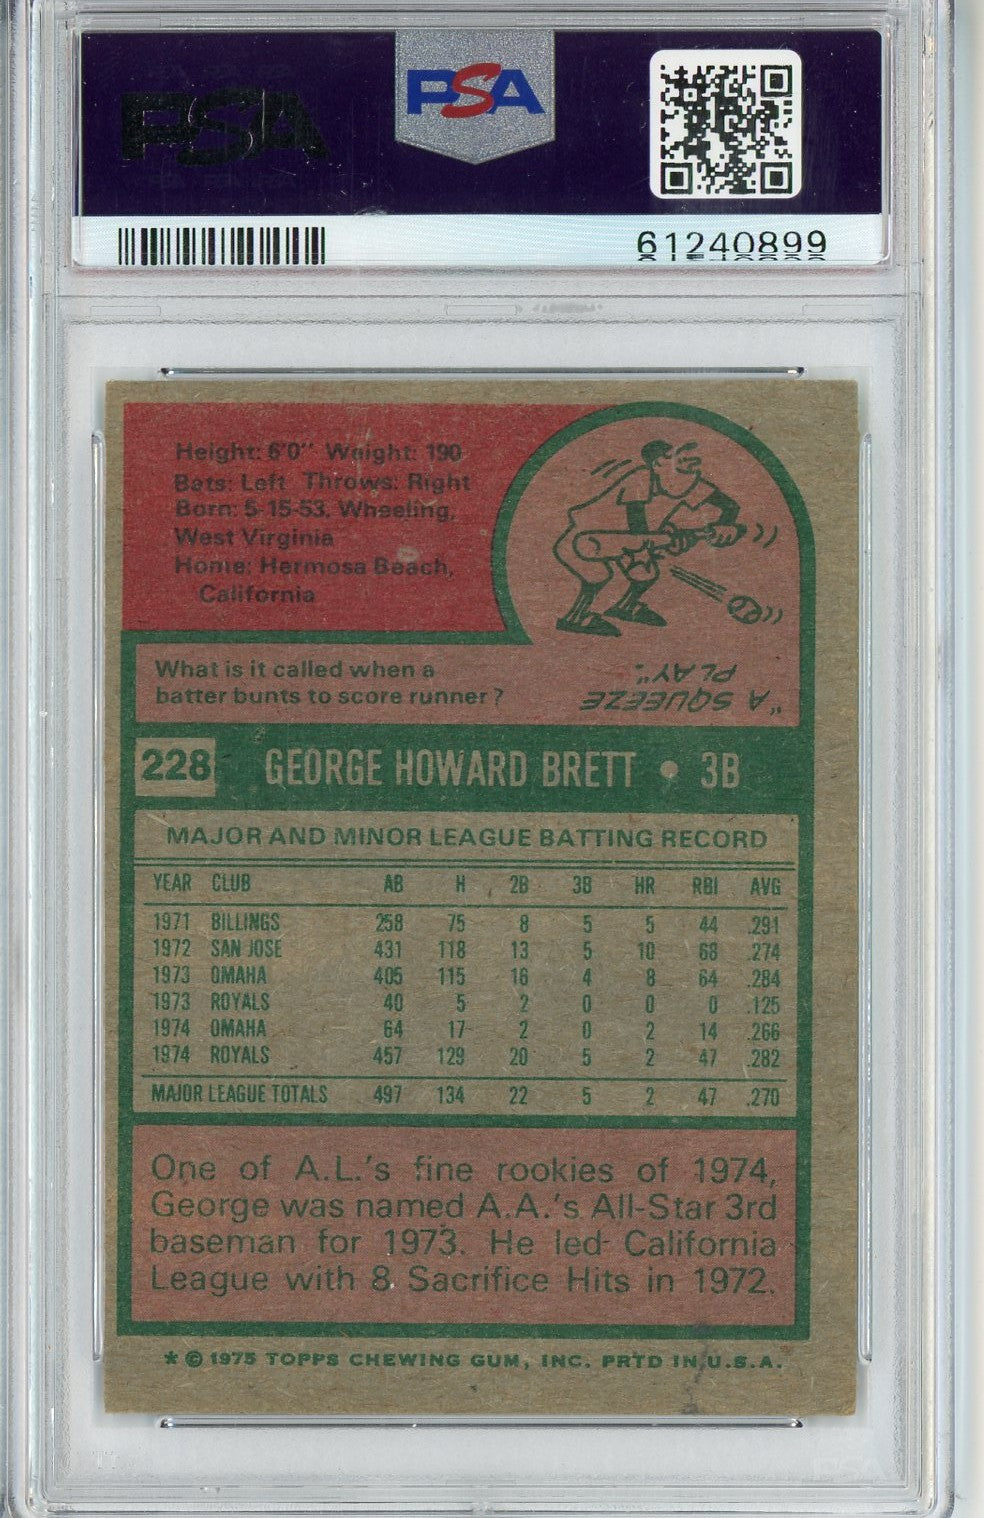 PSA
PSA
61240899
Height: 6'0" Weight: 190
Bats: Left Throws: Right
Born: 5-15-53, Wheeling,
West Virginia
Home: Hermosa Beach,
California
What is it called when a
batter bunts to score runner?
"A SQUEEZE
PLAY".
228 GEORGE HOWARD BRETT • 3B
MAJOR AND MINOR LEAGUE BATTING RECORD
YEAR CLUB AB H 2B 3B HR RBI AVG
1971 BILLINGS 258 75 8 5 5 44 .291
1972 SAN JOSE 431 118 13 5 10 68 .274
1973 OMAHA 405 115 16 4 8 64 .284
1973 ROYALS 40 5 2 0 0 0 .125
1974 OMAHA 64 17 2 0 2 14 .266
1974 ROYALS 457 129 20 5 2 47 .282
MAJOR LEAGUE TOTALS 497 134 22 5 2 47 .270
One of A.L.'s fine rookies of 1974,
George was named A.A.'s All-Star 3rd
baseman for 1973. He led California
League with 8 Sacrifice Hits in 1972.
* © 1975 TOPPS CHEWING GUM, INC. PRTD IN U.S.A.